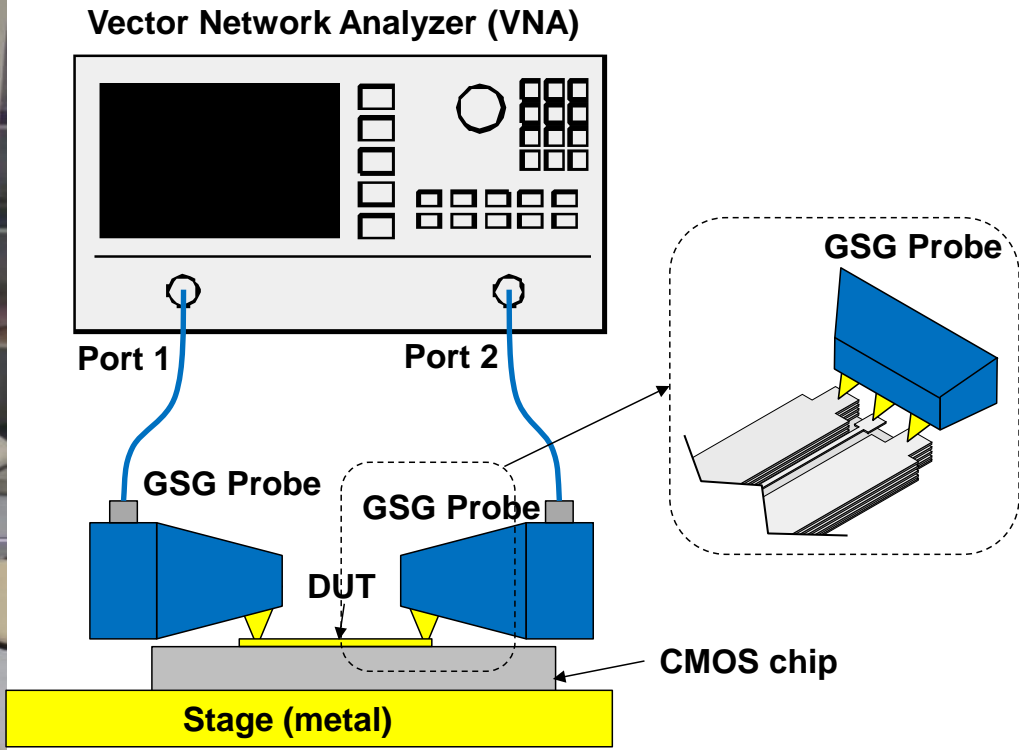 Vector Network Analyzer (VNA)
GSG Probe
Port 1
Port 2
GSG Probe
GSG Probe
DUT
CMOS chip
Stage (metal)